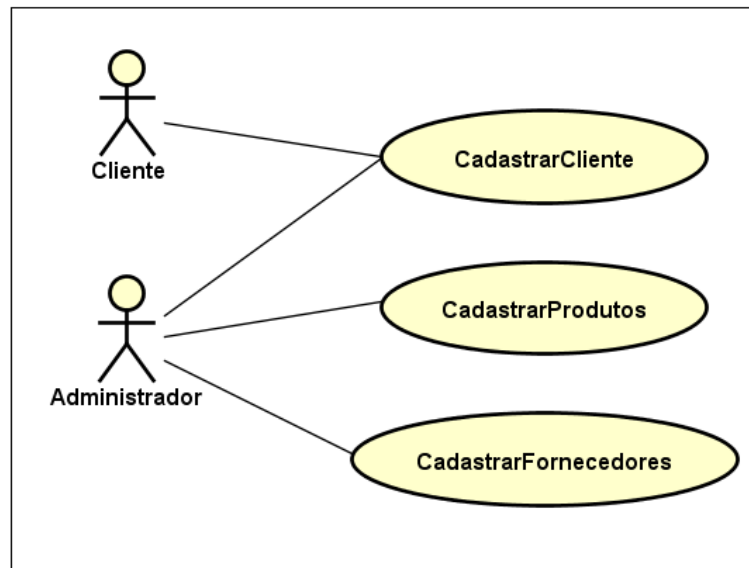 Cliente
CadastrarCliente
Administrador
CadastrarProdutos
CadastrarFornecedores